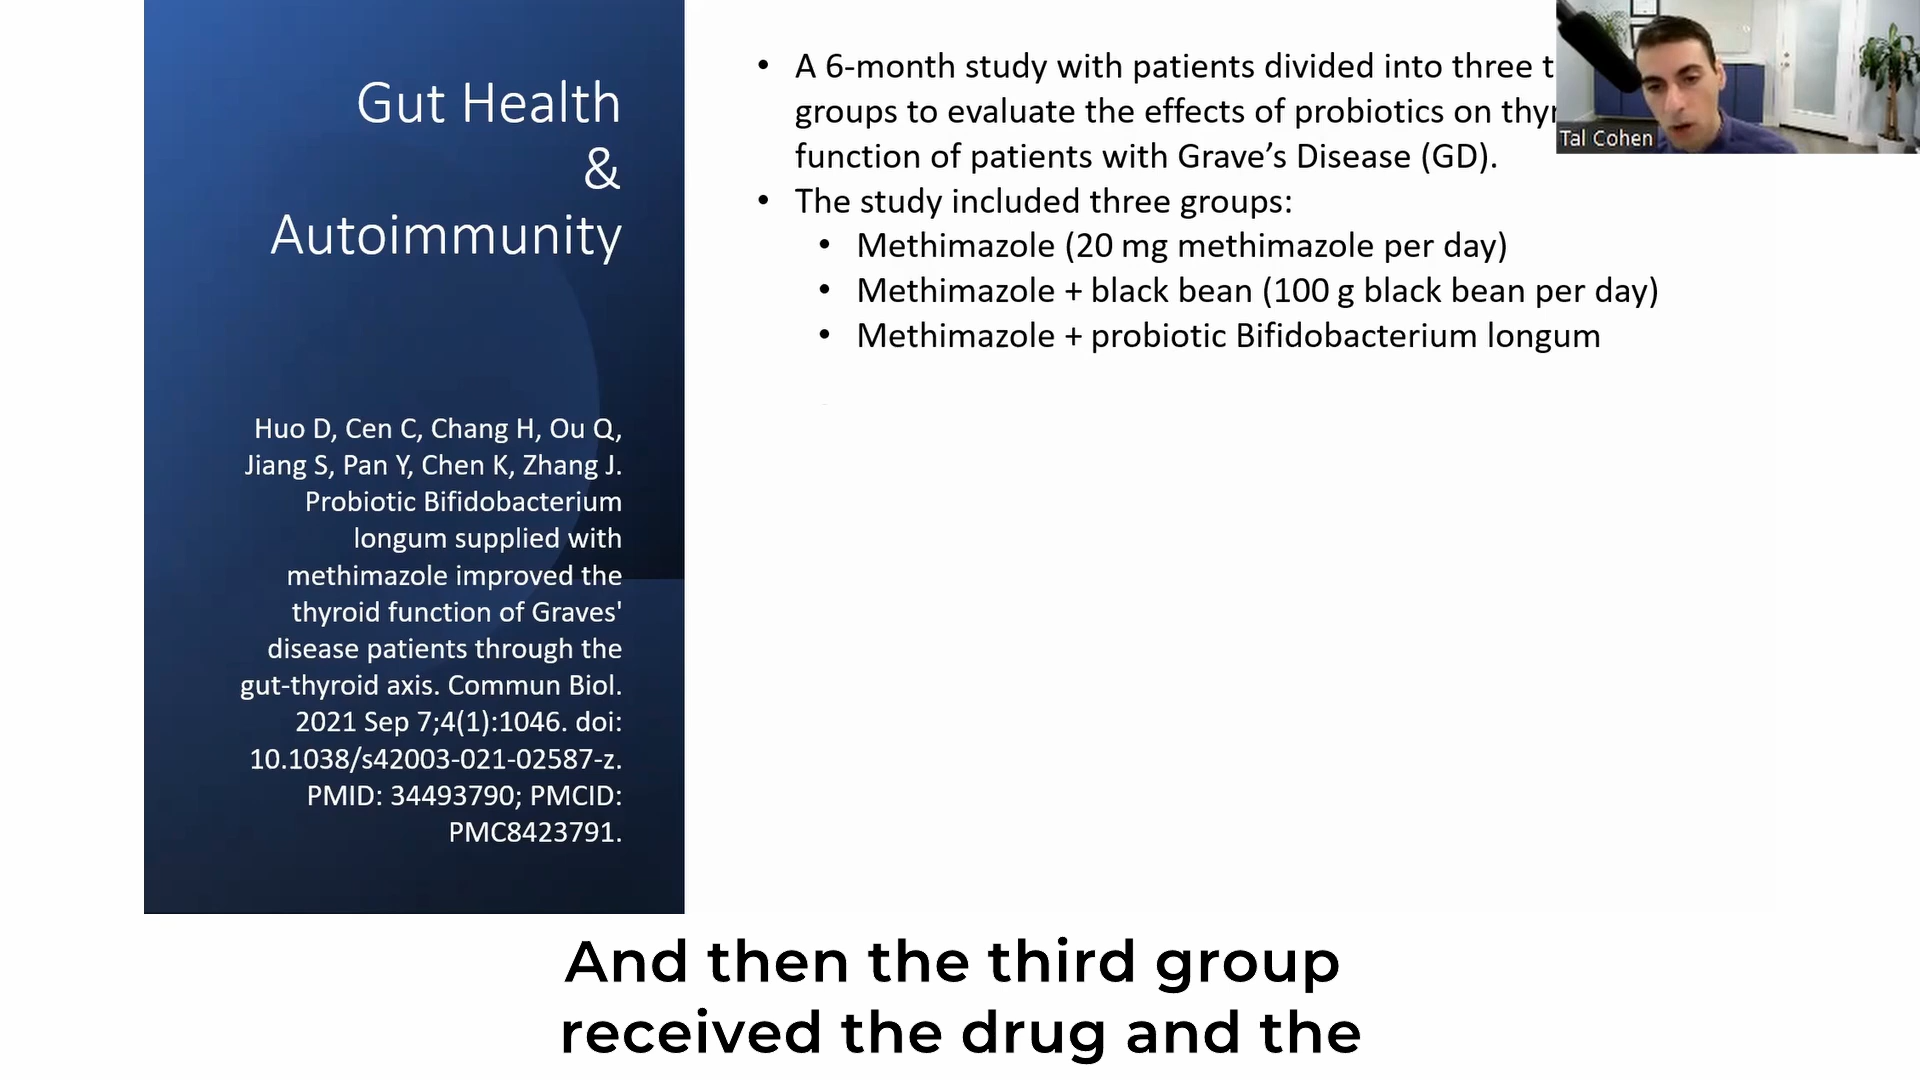 Gut Health
&
Autoimmunity
Huo D, Cen C, Chang H, Ou Q,
Jiang S, Pan Y, Chen K, Zhang J.
Probiotic Bifidobacterium
longum supplied with
methimazole improved the
thyroid function of Graves'
disease patients through the
gut-thyroid axis. Commun Biol.
2021 Sep 7;4(1):1046. doi:
10.1038/s42003-021-02587-z.
PMID: 34493790; PMCID:
PMC8423791.
• A 6-month study with patients divided into three
groups to evaluate the effects of probiotics on
function of patients with Grave’s Disease (GD).
• The study included three groups:
• Methimazole (20 mg methimazole per day)
• Methimazole + black bean (100 g black bean per day)
• Methimazole + probiotic Bifidobacterium longum
Tal Cohen
And then the third group
received the drug and the